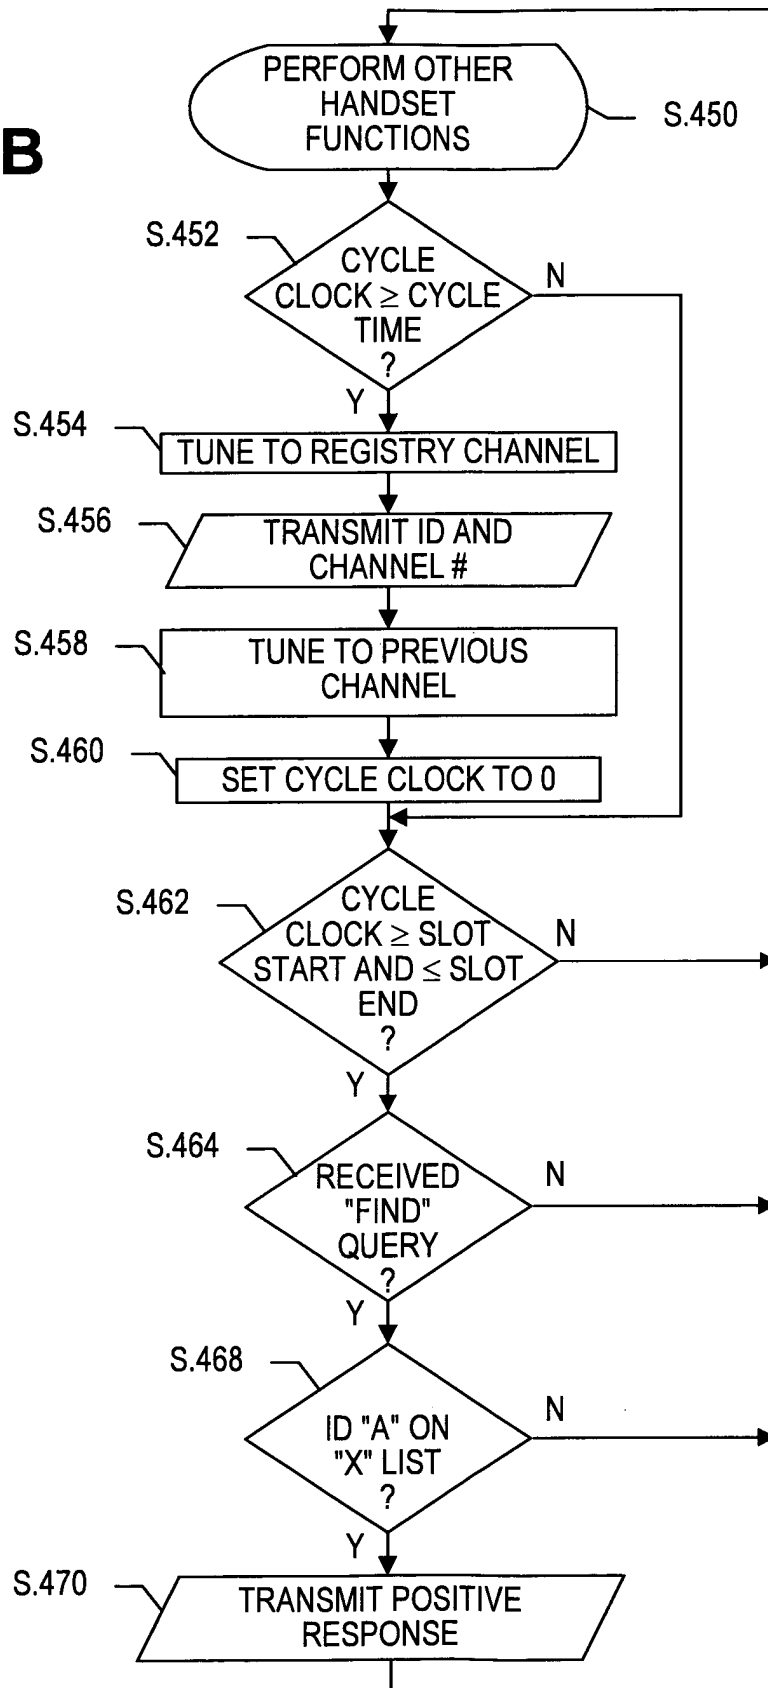 B
PERFORM OTHER
HANDSET
FUNCTIONS
S.450
S.452
CYCLE
CLOCK ≥ CYCLE
TIME
?
N
Y
S.454
TUNE TO REGISTRY CHANNEL
S.456
TRANSMIT ID AND
CHANNEL #
S.458
TUNE TO PREVIOUS
CHANNEL
S.460
SET CYCLE CLOCK TO 0
S.462
CYCLE
CLOCK ≥ SLOT
START AND ≤ SLOT
END
?
N
Y
S.464
RECEIVED
"FIND"
QUERY
?
N
Y
S.468
ID "A" ON
"X" LIST
?
N
Y
S.470
TRANSMIT POSITIVE
RESPONSE